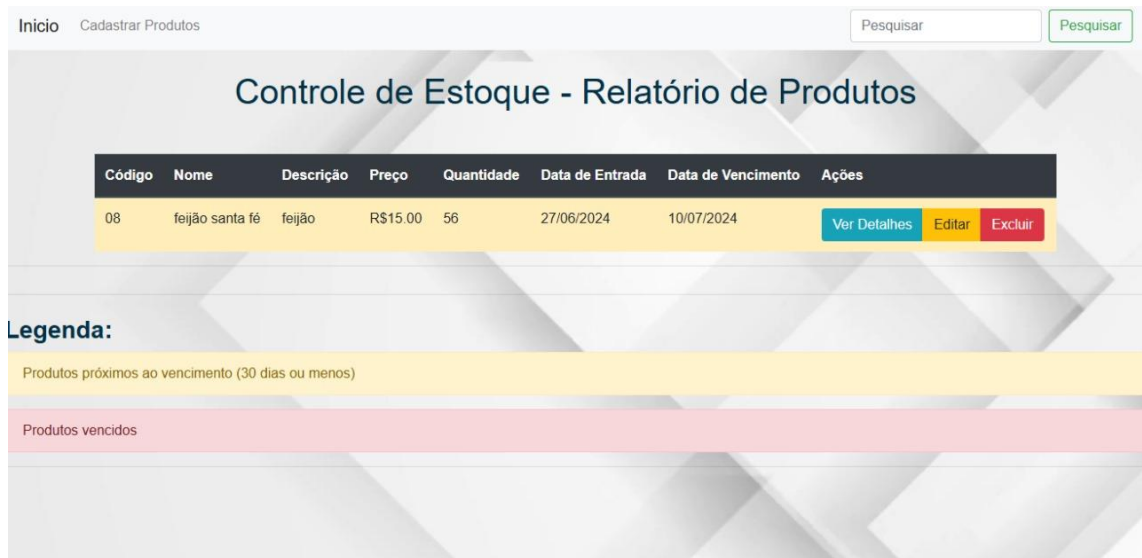 Inicio Cadastrar Produtos Pesquisar Pesquisar
Controle de Estoque - Relatório de Produtos
Código Nome Descrição Preço Quantidade Data de Entrada Data de Vencimento Ações
08 feijão santa fé feijão R$15.00 56 27/06/2024 10/07/2024 Ver Detalhes Editar Excluir
Legenda:
Produtos próximos ao vencimento (30 dias ou menos)
Produtos vencidos